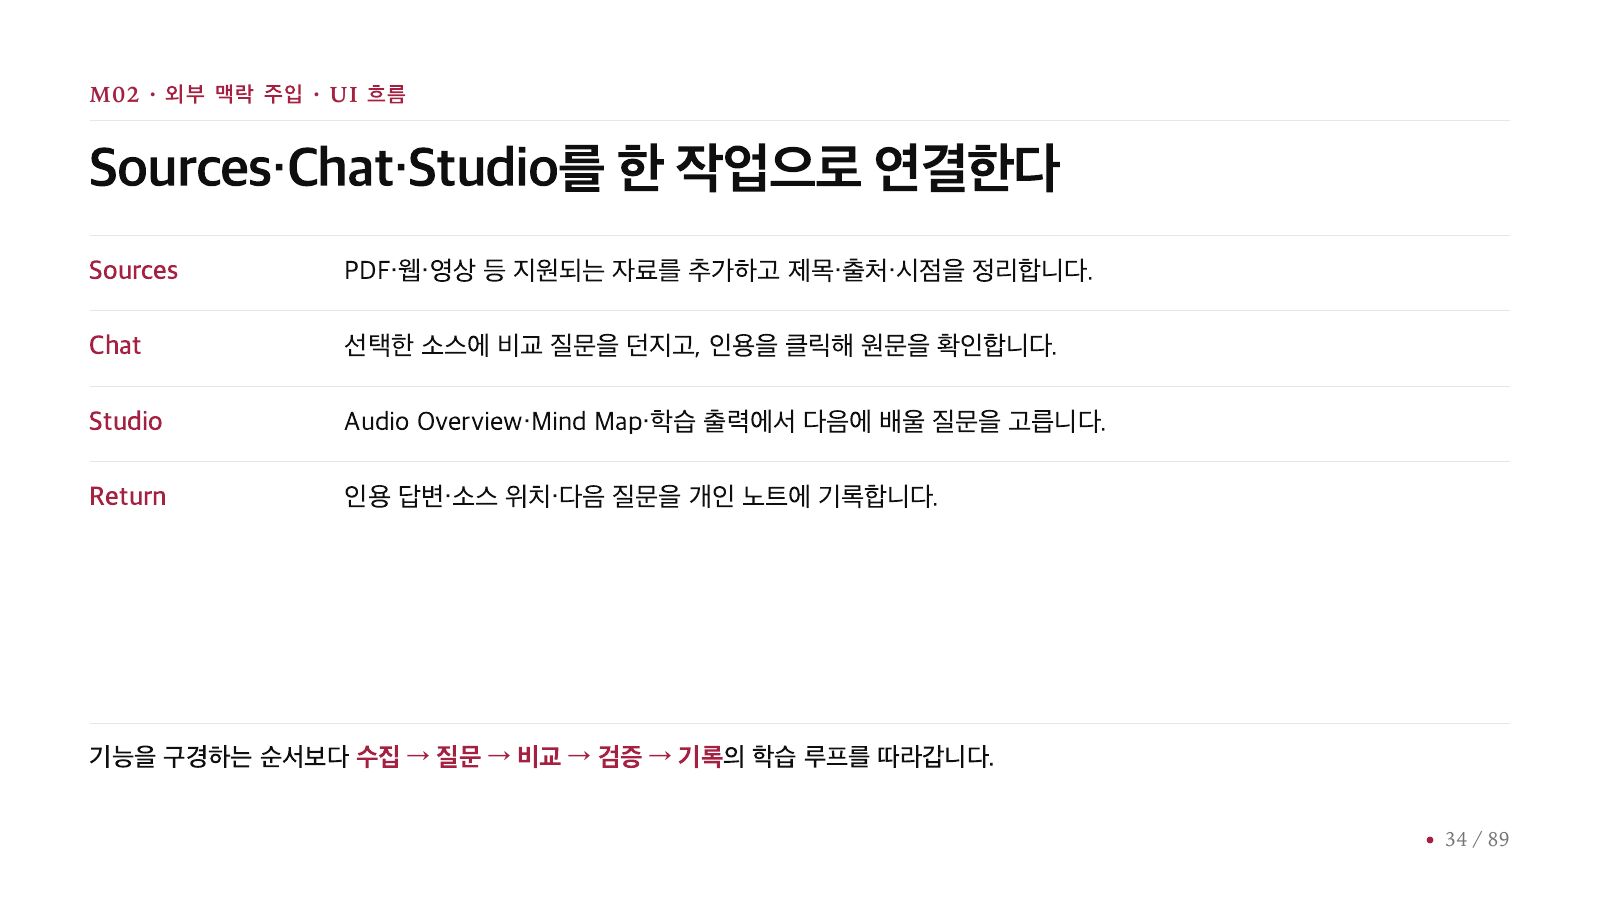 M02 · 외부 맥락 주입 · UI 흐름
Sources·Chat·Studio를 한 작업으로 연결한다
Sources PDF·웹·영상 등 지원되는 자료를 추가하고 제목·출처·시점을 정리합니다.
Chat 선택한 소스에 비교 질문을 던지고, 인용을 클릭해 원문을 확인합니다.
Studio Audio Overview·Mind Map·학습 출력에서 다음에 배울 질문을 고릅니다.
Return 인용 답변·소스 위치·다음 질문을 개인 노트에 기록합니다.
기능을 구경하는 순서보다 수집 → 질문 → 비교 → 검증 → 기록의 학습 루프를 따라갑니다.
• 34 / 89